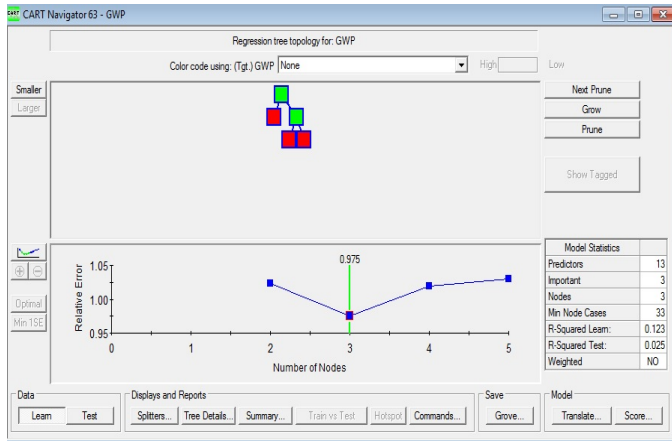 CART Navigator 63 - GWP
Regression tree topology for: GWP
Color code using: (Tgt.) GWP None High Low
Smaller
Larger
Next Prune
Grow
Prune
Show Tagged
Optimal
Min 1SE
Relative Error
1.05
1.00
0.95
0.975
0 1 2 3 4 5
Number of Nodes
Model Statistics
Predictors 13
Important 3
Nodes 3
Min Node Cases 33
R-Squared Learn: 0.123
R-Squared Test: 0.025
Weighted NO
Data
Learn Test
Displays and Reports
Splitters... Tree Details... Summary... Train vs Test Hotspot Commands...
Save
Grove...
Model
Translate... Score...